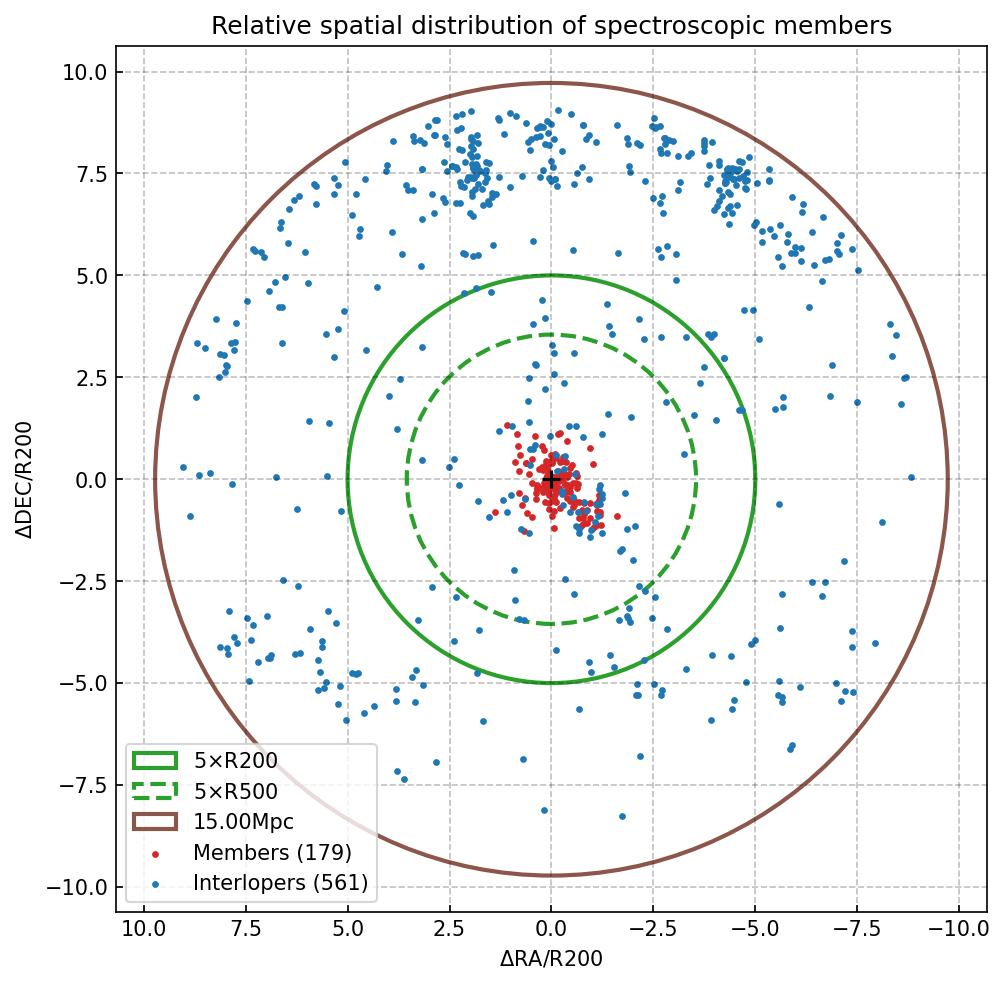 Relative spatial distribution of spectroscopic members
10.0
7.5
5.0
2.5
0.0
−2.5
−5.0
−7.5
−10.0
ΔDEC/R200
5×R200
5×R500
15.00Mpc
Members (179)
Interlopers (561)
10.0 7.5 5.0 2.5 0.0 −2.5 −5.0 −7.5 −10.0
ΔRA/R200